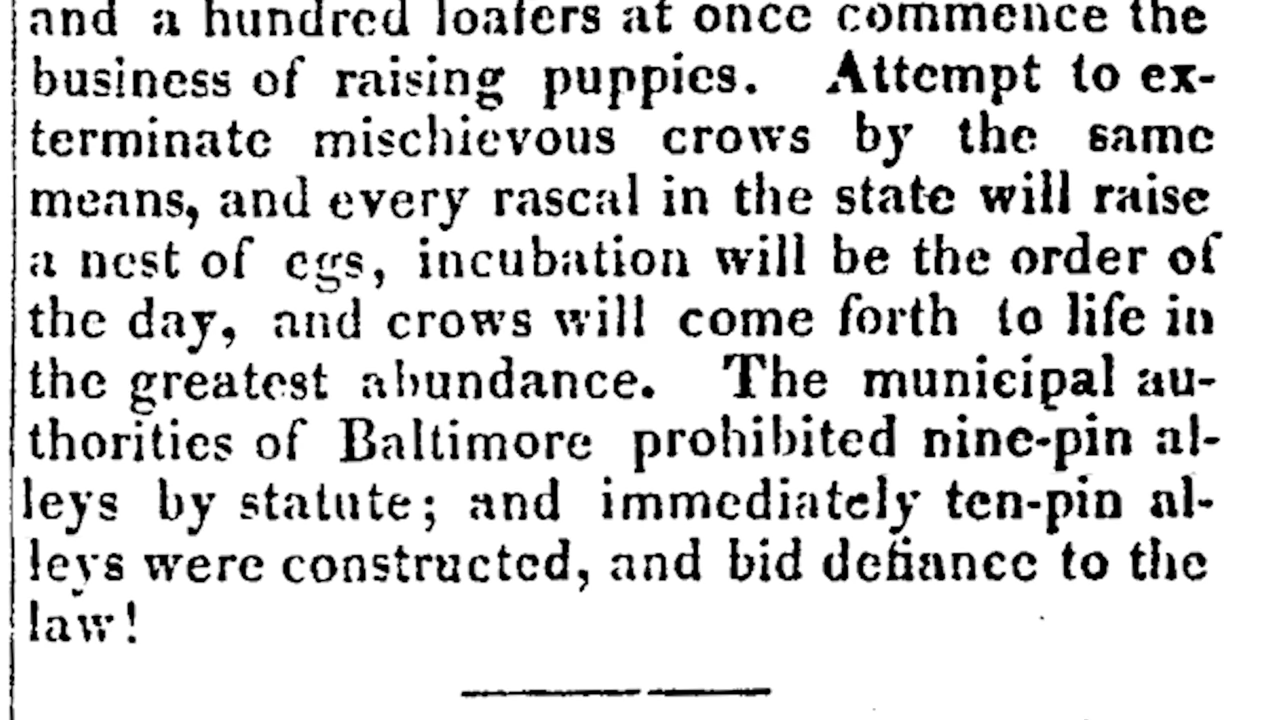 and a hundred loafers at once commence the
business of raising puppies. Attempt to ex-
terminate mischievous crows by the same
means, and every rascal in the state will raise
a nest of egs, incubation will be the order of
the day, and crows will come forth to life in
the greatest abundance. The municipal au-
thorities of Baltimore prohibited nine-pin al-
leys by statute; and immediately ten-pin al-
leys were constructed, and bid defiance to the
law!